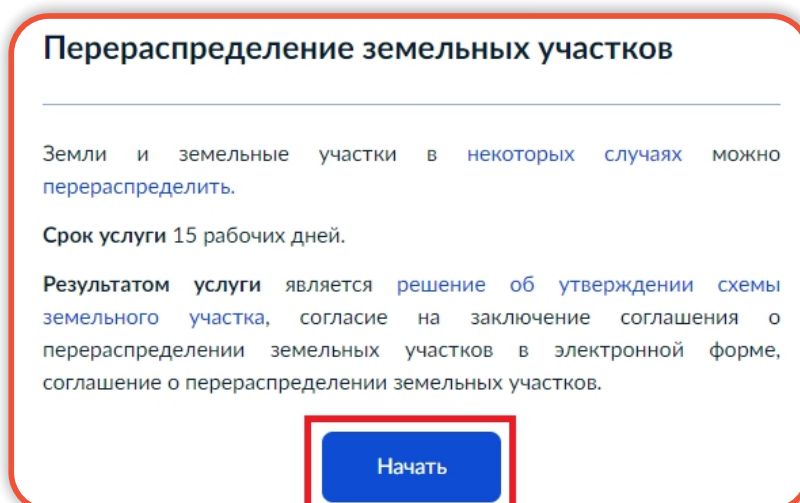 Перераспределение земельных участков
Земли и земельные участки в некоторых случаях можно
перераспределить.
Срок услуги 15 рабочих дней.
Результатом услуги является решение об утверждении схемы
земельного участка, согласие на заключение соглашения о
перераспределении земельных участков в электронной форме,
соглашение о перераспределении земельных участков.
Начать